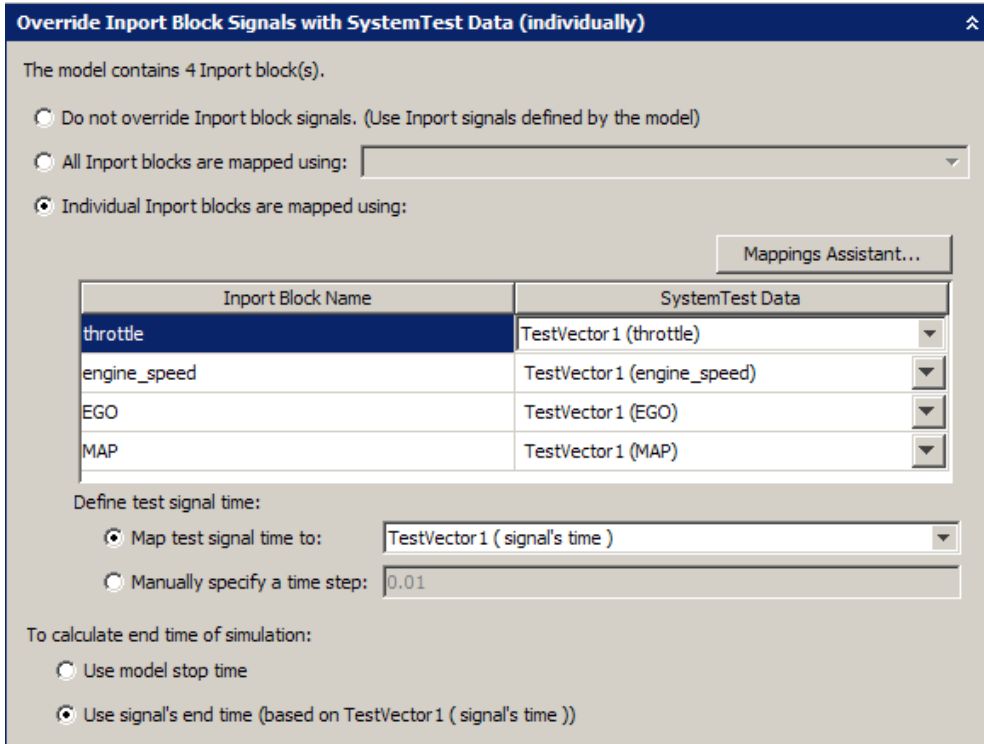 Override Inport Block Signals with SystemTest Data (individually)
The model contains 4 Inport block(s).
Do not override Inport block signals. (Use Inport signals defined by the model)
All Inport blocks are mapped using:
Individual Inport blocks are mapped using:
Mappings Assistant...
Inport Block Name SystemTest Data
throttle TestVector1 (throttle)
engine_speed TestVector1 (engine_speed)
EGO TestVector1 (EGO)
MAP TestVector1 (MAP)
Define test signal time:
Map test signal time to: TestVector1 ( signal's time )
Manually specify a time step: 0.01
To calculate end time of simulation:
Use model stop time
Use signal's end time (based on TestVector1 ( signal's time ))